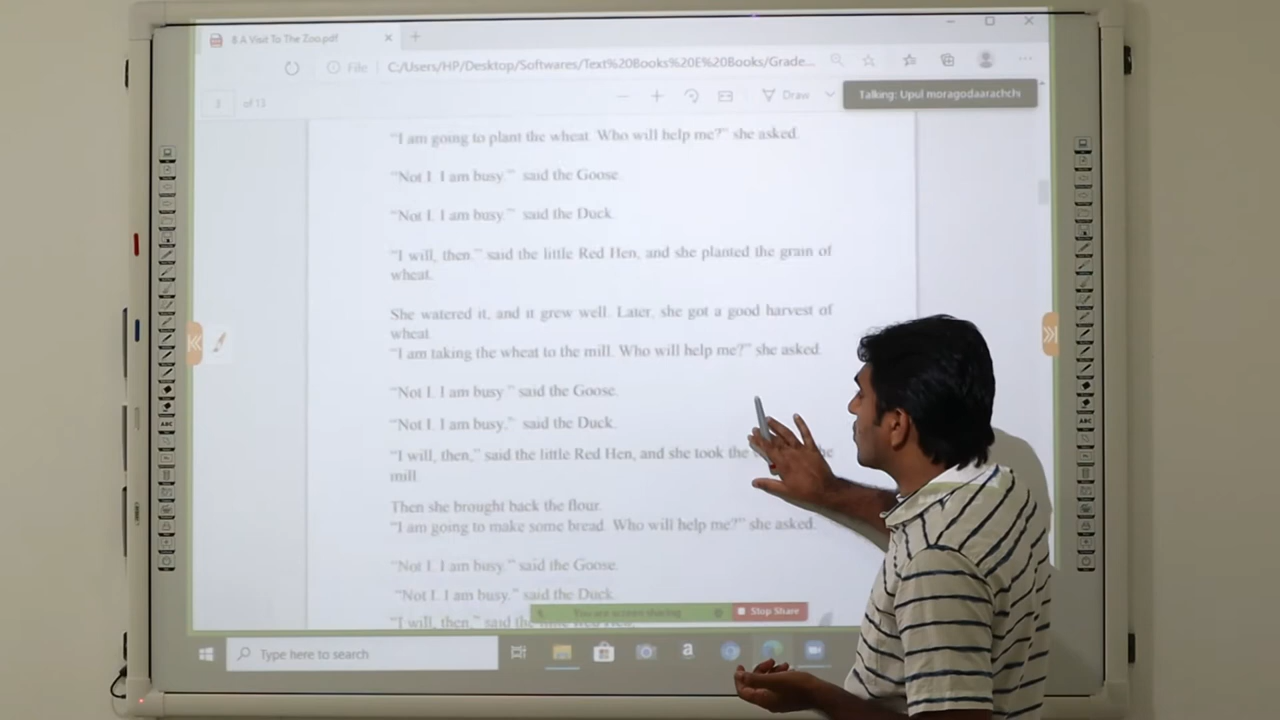 8 A Visit To The Zoo.pdf
File
C:/Users/HP/Desktop/Softwares/Text%20Books%20E%20Books/Grade...
3 of 13
Draw
Talking: Upul moragodaarachchi
"I am going to plant the wheat. Who will help me?" she asked.
"Not I. I am busy." said the Goose.
"Not I. I am busy." said the Duck.
"I will, then." said the little Red Hen, and she planted the grain of
wheat.
She watered it, and it grew well. Later, she got a good harvest of
wheat.
"I am taking the wheat to the mill. Who will help me?" she asked.
"Not I. I am busy " said the Goose.
"Not I. I am busy." said the Duck.
"I will, then," said the little Red Hen, and she took the
mill.
Then she brought back the flour.
"I am going to make some bread. Who will help me?" she asked.
"Not I. I am busy." said the Goose.
"Not I. I am busy." said the Duck.
"I will, then," said the
You are screen sharing
Stop Share
Type here to search
a
ABC
ABC